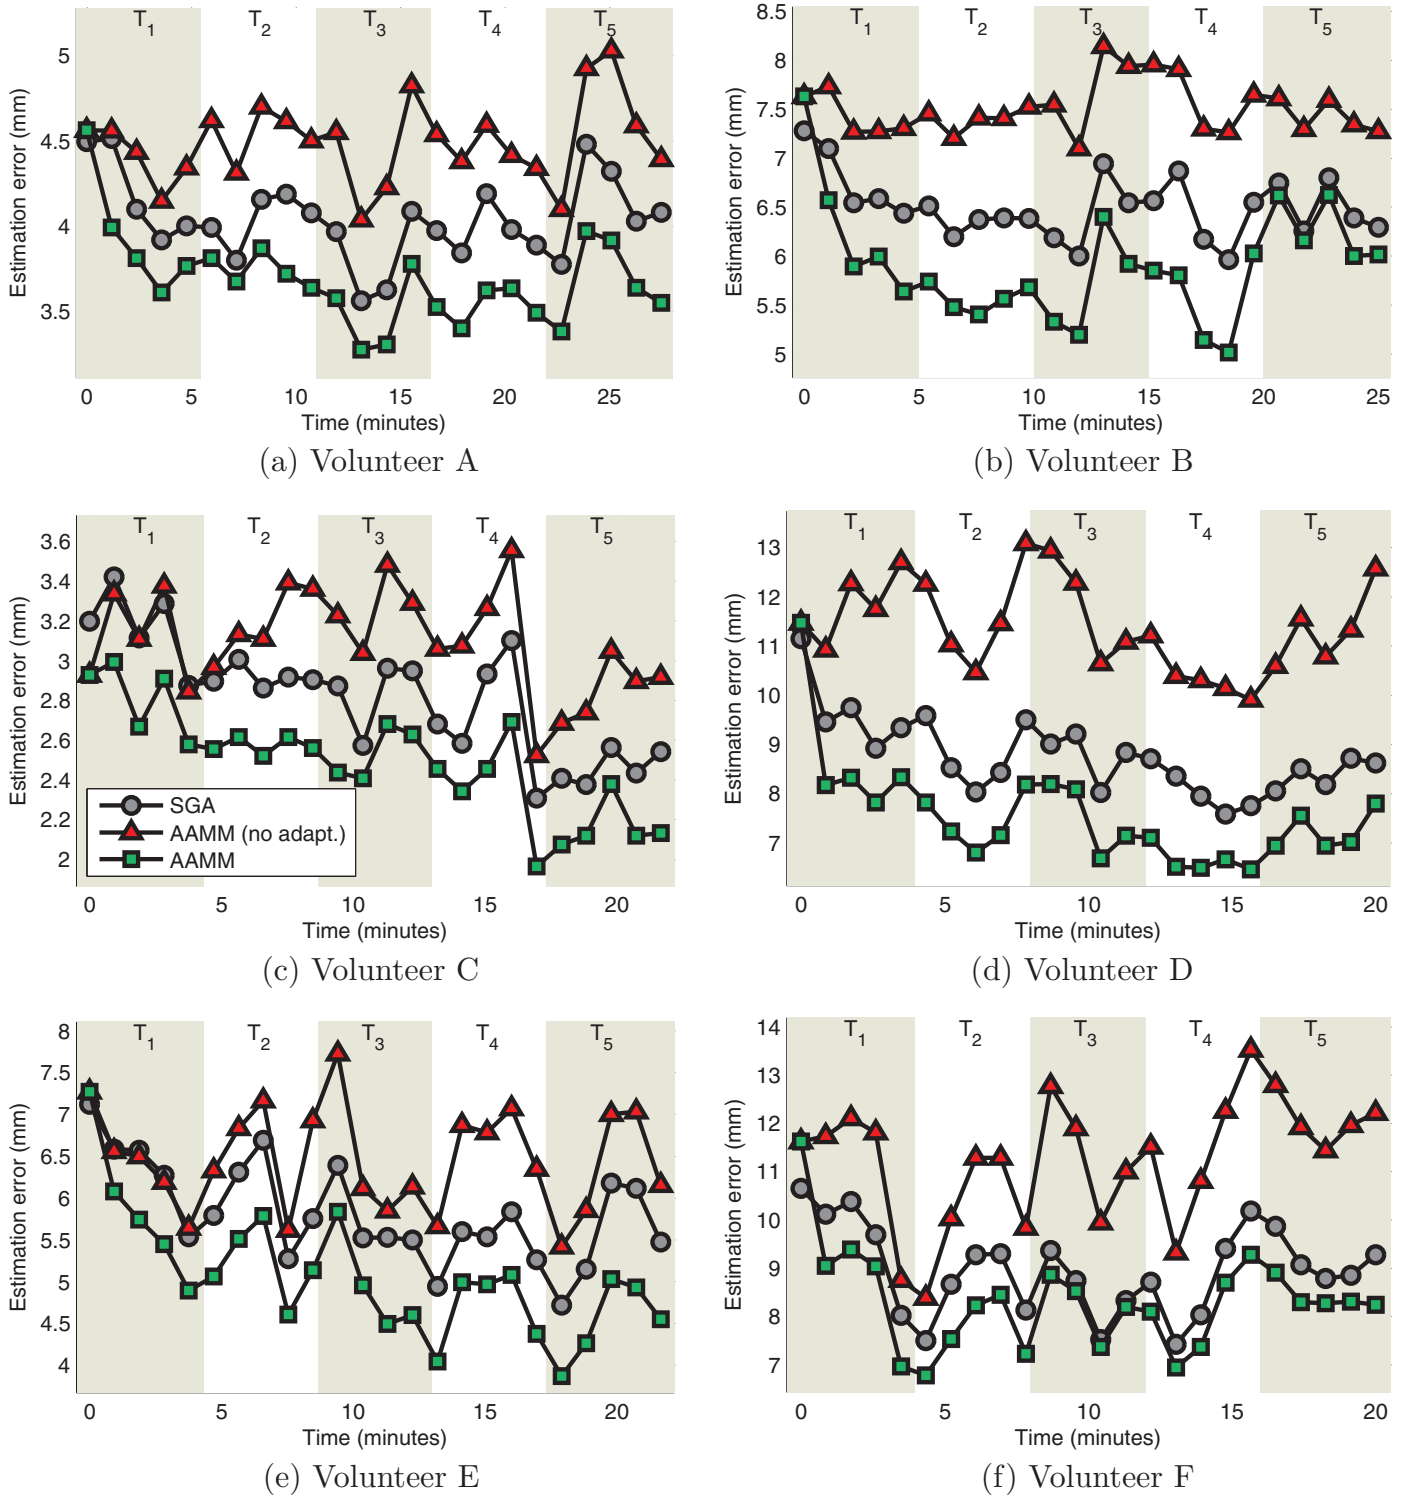 T1 T2 T3 T4 T5
5
4.5
4
3.5
Estimation error (mm)
0 5 10 15 20 25
Time (minutes)
(a) Volunteer A
T1 T2 T3 T4 T5
8.5
8
7.5
7
6.5
6
5.5
5
Estimation error (mm)
0 5 10 15 20 25
Time (minutes)
(b) Volunteer B
T1 T2 T3 T4 T5
3.6
3.4
3.2
3
2.8
2.6
2.4
2.2
2
Estimation error (mm)
SGA
AAMM (no adapt.)
AAMM
0 5 10 15 20
Time (minutes)
(c) Volunteer C
T1 T2 T3 T4 T5
13
12
11
10
9
8
7
Estimation error (mm)
0 5 10 15 20
Time (minutes)
(d) Volunteer D
T1 T2 T3 T4 T5
8
7.5
7
6.5
6
5.5
5
4.5
4
Estimation error (mm)
0 5 10 15 20
Time (minutes)
(e) Volunteer E
T1 T2 T3 T4 T5
14
13
12
11
10
9
8
7
Estimation error (mm)
0 5 10 15 20
Time (minutes)
(f) Volunteer F